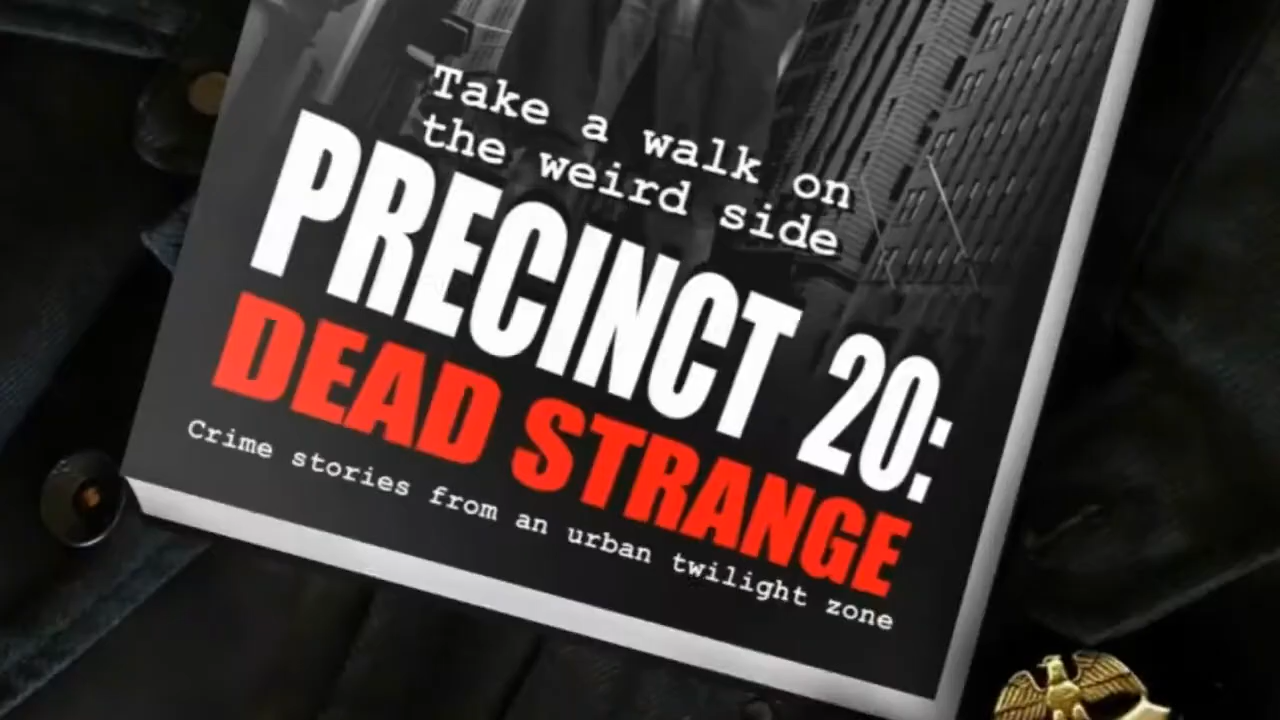 Take a walk on
the weird side
PRECINCT 20:
DEAD STRANGE
Crime stories from an urban twilight zone